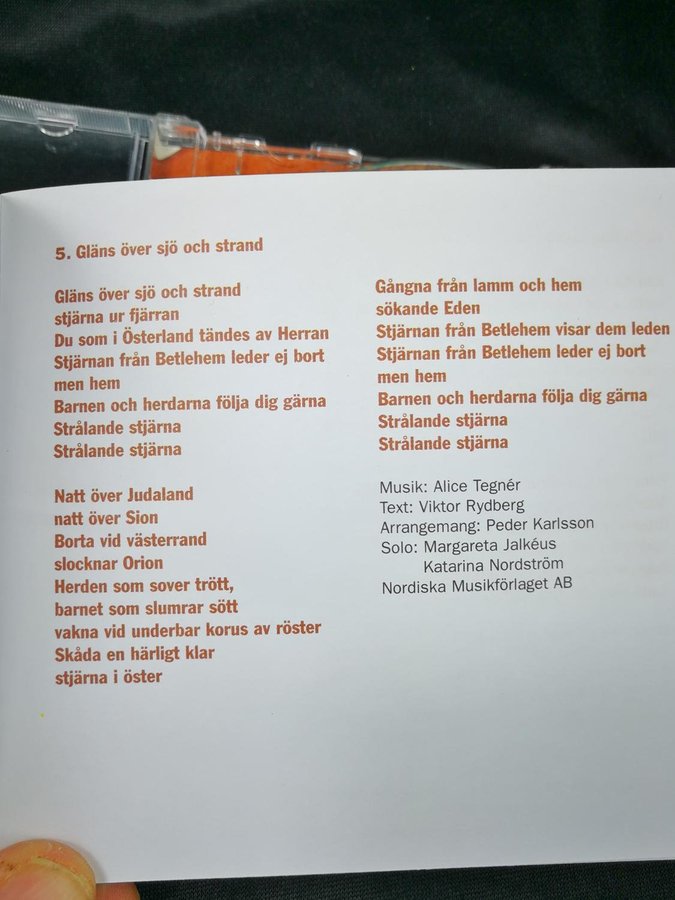 5. Gläns över sjö och strand
Gläns över sjö och strand
stjärna ur fjärran
Du som i Österland tändes av Herran
Stjärnan från Betlehem leder ej bort
men hem
Barnen och herdarna följa dig gärna
Strålande stjärna
Strålande stjärna
Natt över Judaland
natt över Sion
Borta vid västerrand
slocknar Orion
Herden som sover trött,
barnet som slumrar sött
vakna vid underbar korus av röster
Skåda en härligt klar
stjärna i öster
Gångna från lamm och hem
sökande Eden
Stjärnan från Betlehem visar dem leden
Stjärnan från Betlehem leder ej bort
men hem
Barnen och herdarna följa dig gärna
Strålande stjärna
Strålande stjärna
Musik: Alice Tegnér
Text: Viktor Rydberg
Arrangemang: Peder Karlsson
Solo: Margareta Jalkéus
Katarina Nordström
Nordiska Musikförlaget AB